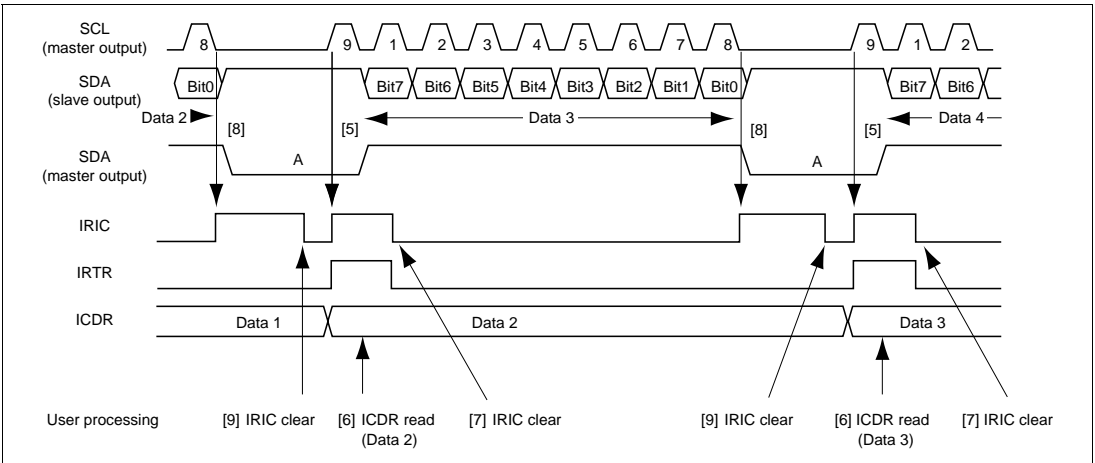 SCL
(master output)
8 9 1 2 3 4 5 6 7 8 9 1 2
SDA
(slave output)
Bit0 Bit7 Bit6 Bit5 Bit4 Bit3 Bit2 Bit1 Bit0 Bit7 Bit6
Data 2 [8] [5] Data 3 [8] [5] Data 4
SDA
(master output)
A A
IRIC
IRTR
ICDR
Data 1 Data 2 Data 3
User processing [9] IRIC clear [6] ICDR read [7] IRIC clear [9] IRIC clear [6] ICDR read [7] IRIC clear
(Data 2) (Data 3)